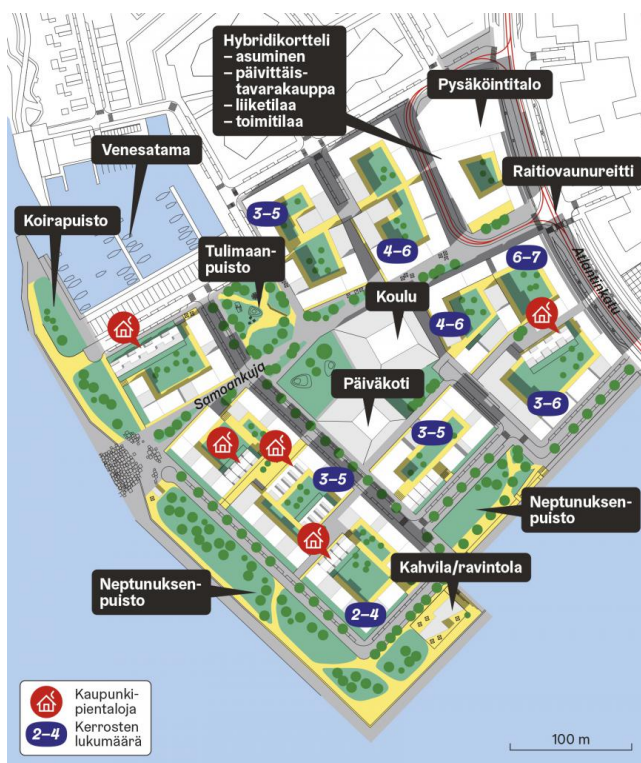 Hybridikortteli
– asuminen
– päivittäis-
tavarakauppa
– liiketilaa
– toimitilaa
Pysäköintitalo
Venesatama
Raitiovaunureitti
Koirapuisto
3–5
Tulimaan-
puisto
4–6
6–7
Atlantinkatu
Koulu
4–6
Samoankuja
Päiväkoti
3–6
3–5
3–5
Neptunuksen-
puisto
Kahvila/ravintola
Neptunuksen-
puisto
2–4
Kaupunki-
pientaloja
2–4
Kerrosten
lukumäärä
100 m